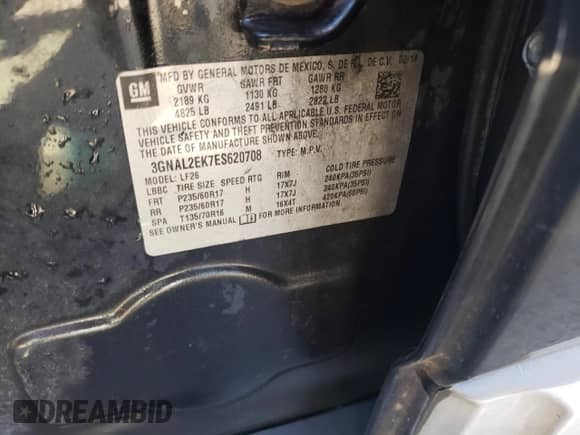 GM
MFD BY GENERAL MOTORS DE MEXICO, S. DE R.L. DE C.V. 02/14
GVWR GAWR FRT GAWR RR
2189 KG 1130 KG 1280 KG
4825 LB 2491 LB 2822 LB
THIS VEHICLE CONFORMS TO ALL APPLICABLE U.S. FEDERAL MOTOR
VEHICLE SAFETY AND THEFT PREVENTION STANDARDS IN EFFECT ON
THE DATE OF MANUFACTURE SHOWN ABOVE.
3GNAL2EK7ES620708 TYPE: M.P.V.
MODEL: LF26
LBBC TIRE SIZE SPEED RTG RIM COLD TIRE PRESSURE
FRT P235/60R17 H 17X7J 240KPA(35PSI)
RR P235/60R17 H 17X7J 240KPA(35PSI)
SPA T135/70R16 M 16X4T 420KPA(60PSI)
SEE OWNER'S MANUAL FOR MORE INFORMATION.
DREAMBID